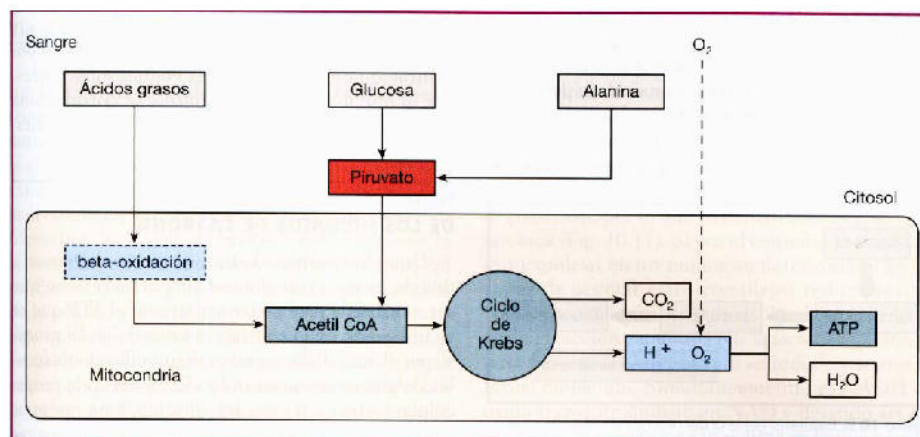 Sangre
O₂
Ácidos grasos
Glucosa
Alanina
Piruvato
Citosol
beta-oxidación
Acetil CoA
Ciclo
de
Krebs
CO₂
H⁺ O₂
ATP
H₂O
Mitocondria